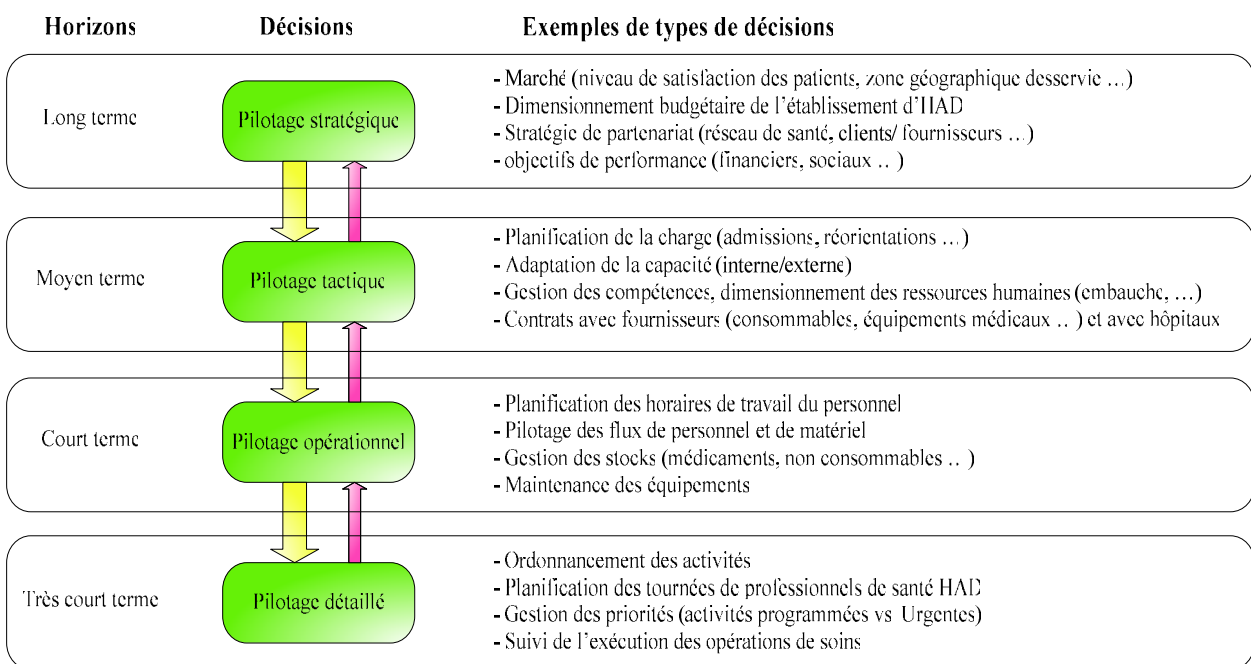 Horizons Décisions Exemples de types de décisions
Long terme
Pilotage stratégique
- Marché (niveau de satisfaction des patients, zone géographique desservie …)
- Dimensionnement budgétaire de l'établissement d'HAD
- Stratégie de partenariat (réseau de santé, clients/ fournisseurs …)
- objectifs de performance (financiers, sociaux .. )
Moyen terme
Pilotage tactique
- Planification de la charge (admissions, réorientations …)
- Adaptation de la capacité (interne/externe)
- Gestion des compétences, dimensionnement des ressources humaines (embauche, …)
- Contrats avec fournisseurs (consommables, équipements médicaux .. ) et avec hôpitaux
Court terme
Pilotage opérationnel
- Planification des horaires de travail du personnel
- Pilotage des flux de personnel et de matériel
- Gestion des stocks (médicaments, non consommables .. )
- Maintenance des équipements
Très court terme
Pilotage détaillé
- Ordonnancement des activités
- Planification des tournées de professionnels de santé HAD
- Gestion des priorités (activités programmées vs Urgentes)
- Suivi de l'exécution des opérations de soins